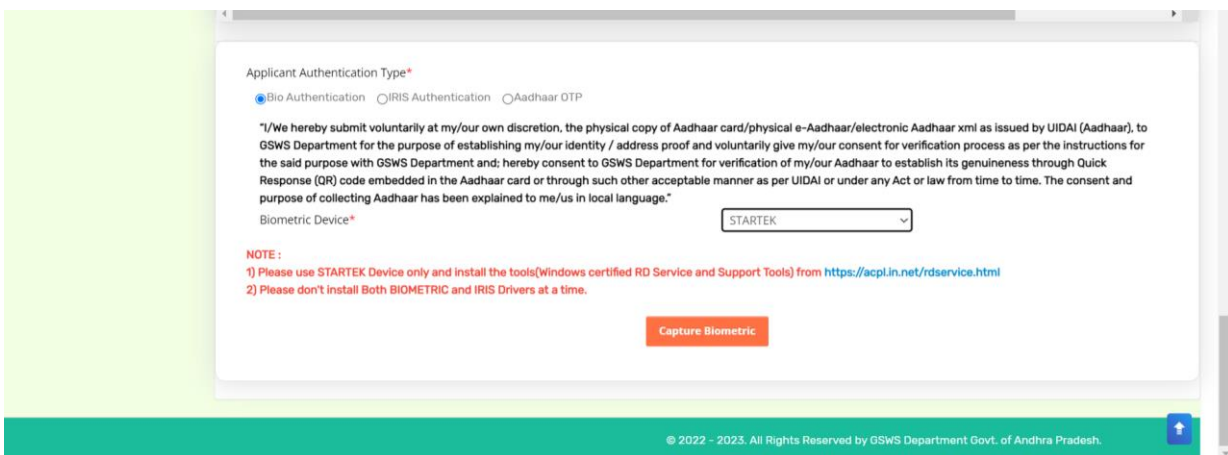 Applicant Authentication Type*
Bio Authentication IRIS Authentication Aadhaar OTP
"I/We hereby submit voluntarily at my/our own discretion, the physical copy of Aadhaar card/physical e-Aadhaar/electronic Aadhaar xml as issued by UIDAI (Aadhaar), to
GSWS Department for the purpose of establishing my/our identity / address proof and voluntarily give my/our consent for verification process as per the instructions for
the said purpose with GSWS Department and; hereby consent to GSWS Department for verification of my/our Aadhaar to establish its genuineness through Quick
Response (QR) code embedded in the Aadhaar card or through such other acceptable manner as per UIDAI or under any Act or law from time to time. The consent and
purpose of collecting Aadhaar has been explained to me/us in local language."
Biometric Device* STARTEK
NOTE :
1) Please use STARTEK Device only and install the tools(Windows certified RD Service and Support Tools) from https://acpl.in.net/rdservice.html
2) Please don't install Both BIOMETRIC and IRIS Drivers at a time.
Capture Biometric
© 2022 - 2023. All Rights Reserved by GSWS Department Govt. of Andhra Pradesh.